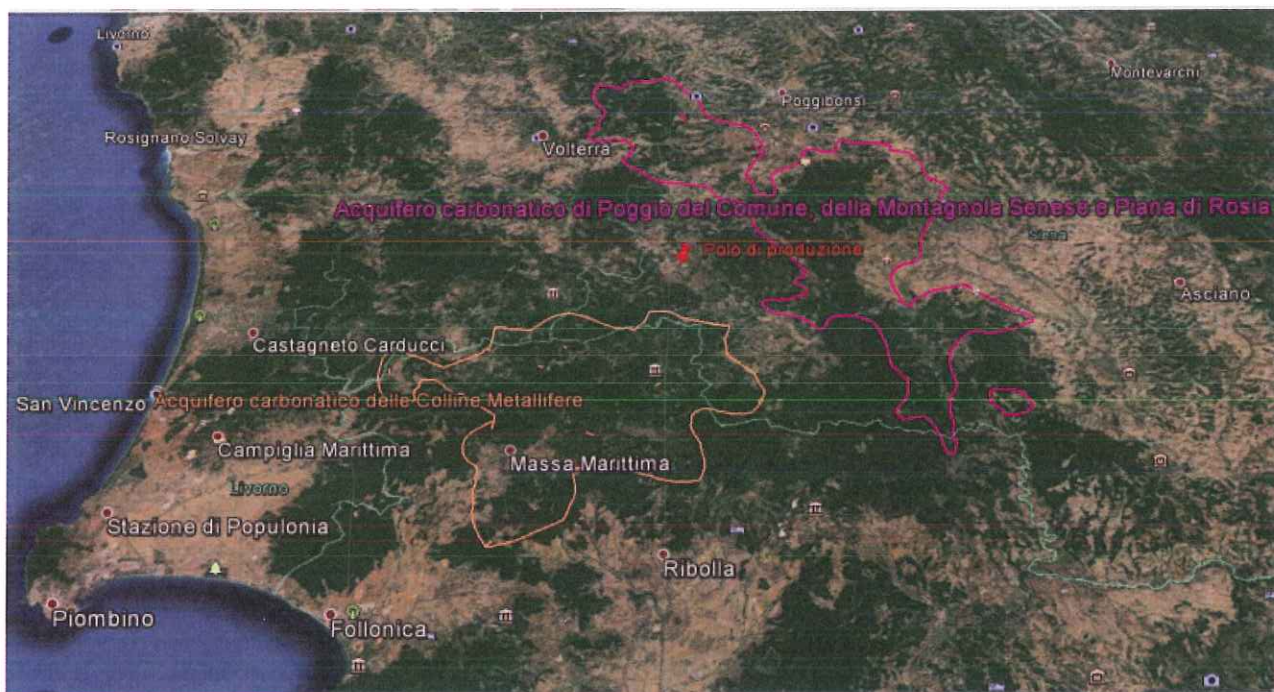 Livorno
Montevarchi
Poggibonsi
Rosignano Solvay
Volterra
Acquifero carbonatico di Poggio del Comune, della Montagnola Senese e Piana di Rosia
Siena
Polo di produzione
Asciano
Castagneto Carducci
San Vincenzo
Acquifero carbonatico delle Colline Metallifere
Campiglia Marittima
Massa Marittima
Livorno
Stazione di Populonia
Ribolla
Piombino
Follonica